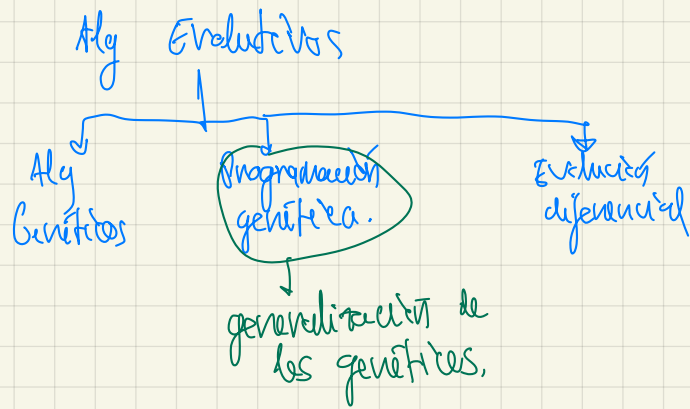 Alg Evolutivos
Alg
Genéticos
Programación
genética.
Evolución
diferencial
generalización de
los genéticos.